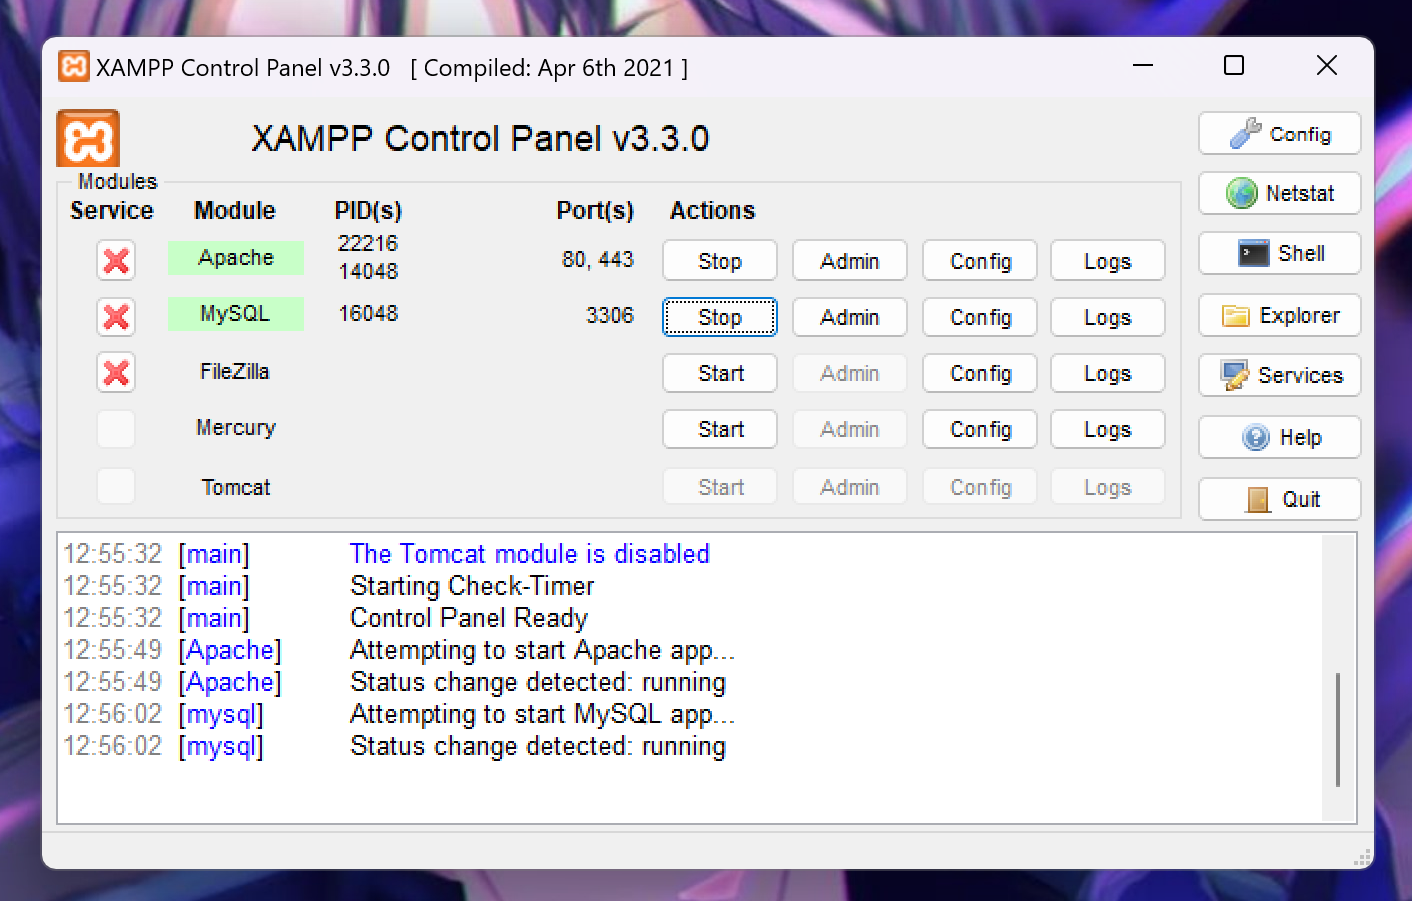 XAMPP Control Panel v3.3.0 [ Compiled: Apr 6th 2021 ]
XAMPP Control Panel v3.3.0
Modules
Service Module PID(s) Port(s) Actions
Apache 22216 14048 80, 443 Stop Admin Config Logs
MySQL 16048 3306 Stop Admin Config Logs
FileZilla Start Admin Config Logs
Mercury Start Admin Config Logs
Tomcat Start Admin Config Logs
Config
Netstat
Shell
Explorer
Services
Help
Quit
12:55:32 [main] The Tomcat module is disabled
12:55:32 [main] Starting Check-Timer
12:55:32 [main] Control Panel Ready
12:55:49 [Apache] Attempting to start Apache app...
12:55:49 [Apache] Status change detected: running
12:56:02 [mysql] Attempting to start MySQL app...
12:56:02 [mysql] Status change detected: running